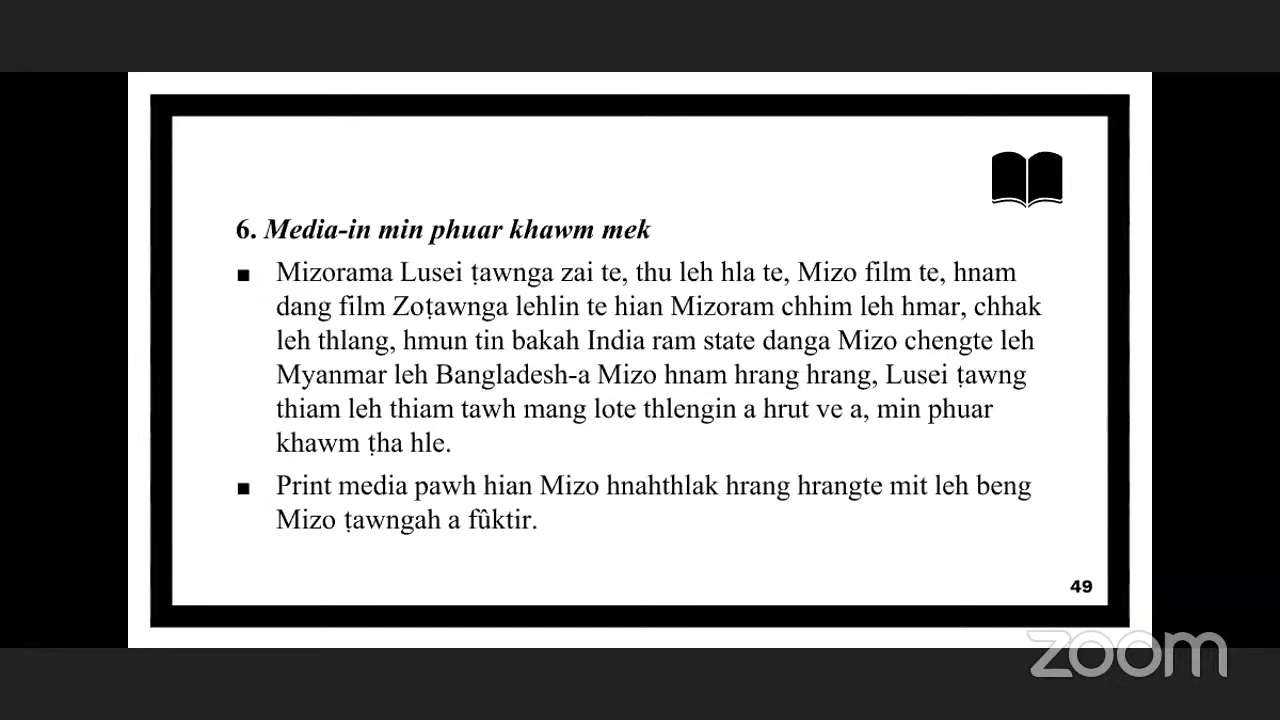 6. Media-in min phuar khawm mek
▪ Mizorama Lusei ṭawnga zai te, thu leh hla te, Mizo film te, hnam
dang film Zoṭawnga lehlin te hian Mizoram chhim leh hmar, chhak
leh thlang, hmun tin bakah India ram state danga Mizo chengte leh
Myanmar leh Bangladesh-a Mizo hnam hrang hrang, Lusei ṭawng
thiam leh thiam tawh mang lote thlengin a hrut ve a, min phuar
khawm ṭha hle.
▪ Print media pawh hian Mizo hnahthlak hrang hrangte mit leh beng
Mizo ṭawngah a fûktir.
49
zoom